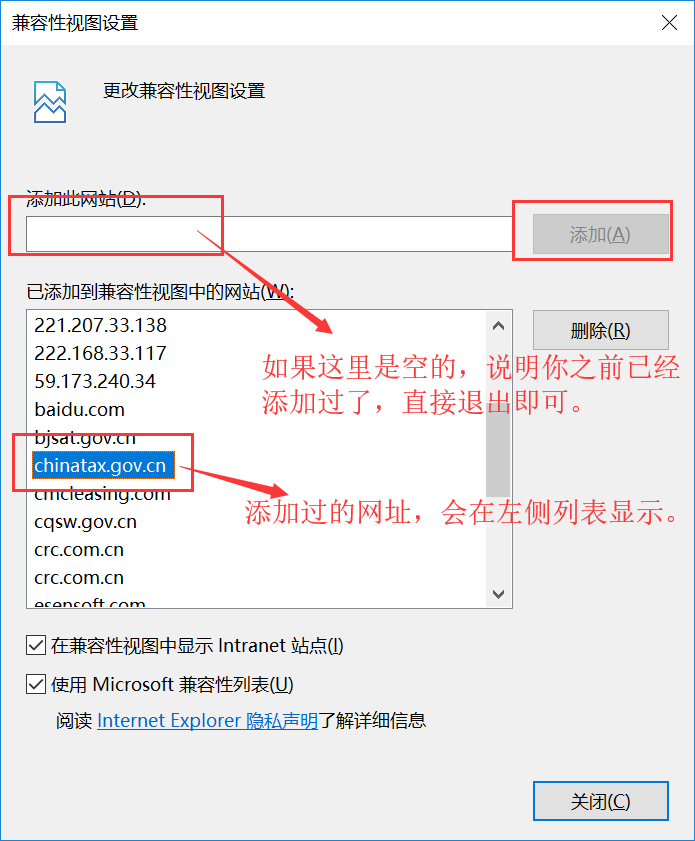 兼容性视图设置
更改兼容性视图设置
添加此网站(D):
添加(A)
已添加到兼容性视图中的网站(W):
221.207.33.138
222.168.33.117
59.173.240.34
baidu.com
bjsat.gov.cn
chinatax.gov.cn
cmcleasing.com
cqsw.gov.cn
crc.com.cn
crc.com.cn
esensoft.com
删除(R)
如果这里是空的，说明你之前已经
添加过了，直接退出即可。
添加过的网址，会在左侧列表显示。
在兼容性视图中显示 Intranet 站点(I)
使用 Microsoft 兼容性列表(U)
阅读 Internet Explorer 隐私声明了解详细信息
关闭(C)